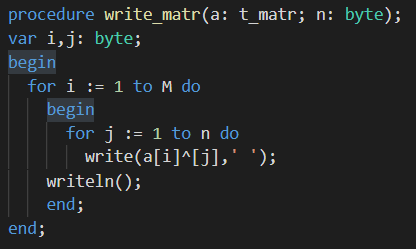 procedure write_matr(a: t_matr; n: byte);
var i,j: byte;
begin
  for i := 1 to M do
    begin
      for j := 1 to n do
        write(a[i]^[j],' ');
    writeln();
    end;
end;